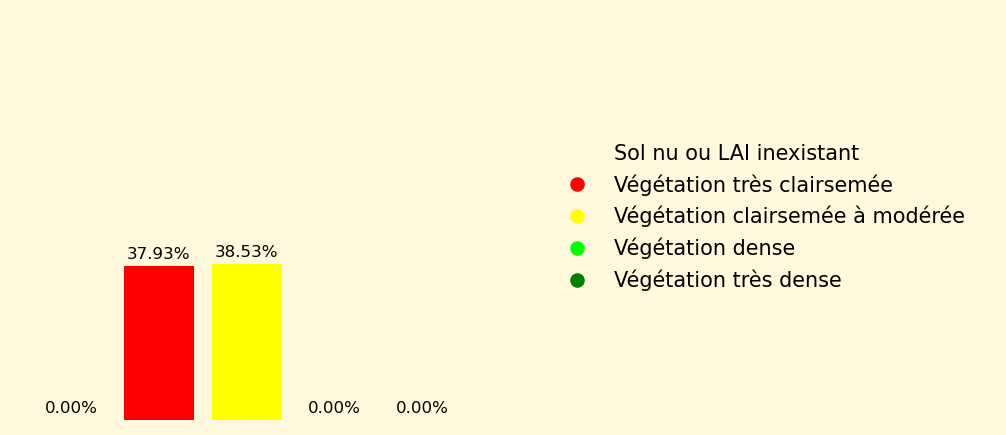 Sol nu ou LAI inexistant
Végétation très clairsemée
Végétation clairsemée à modérée
Végétation dense
Végétation très dense
37.93%
38.53%
0.00%
0.00%
0.00%